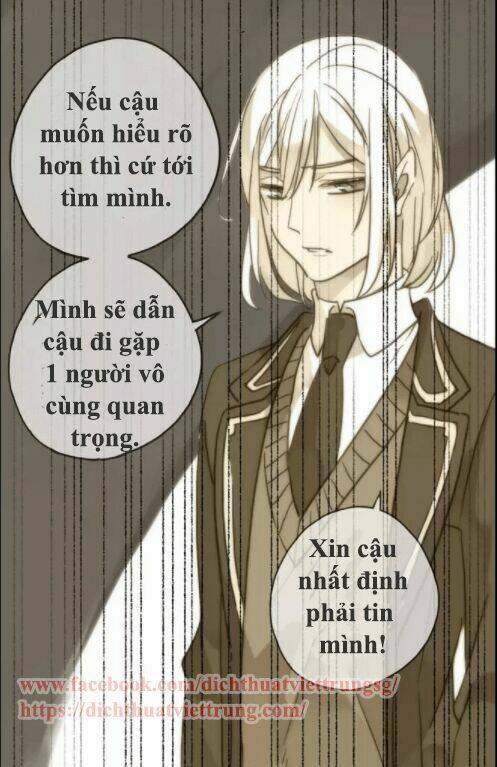 Nếu cậu
muốn hiểu rõ
hơn thì cứ tới
tìm mình.
Mình sẽ dẫn
cậu đi gặp
1 người vô
cùng quan
trọng.
Xin cậu
nhất định
phải tin
mình!
www.facebook.com/dichthuatviettrungsg/
https://dichthuatviettrung.com/